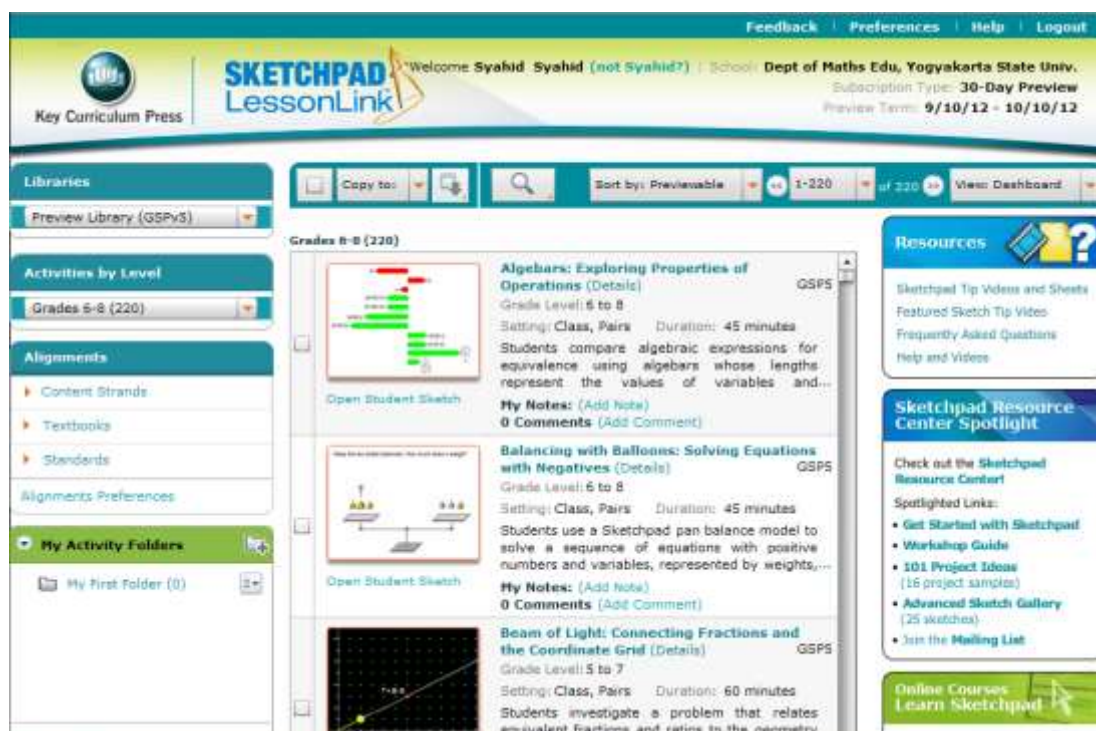 Feedback | Preferences | Help | Logout
Key Curriculum Press
SKETCHPAD
LessonLink
Welcome Syahid Syahid (not Syahid?) | School: Dept of Maths Edu, Yogyakarta State Univ.
Subscription Type: 30-Day Preview
Preview Term: 9/10/12 - 10/10/12
Libraries
Preview Library (GSPv5)
Activities by Level
Grades 6-8 (220)
Alignments
Content Strands
Textbooks
Standards
Alignments Preferences
My Activity Folders
My First Folder (0)
Copy to:
Sort by: Previewable
1-220
of 220
View: Dashboard
Grades 6-8 (220)
Algebars: Exploring Properties of
Operations (Details) GSP5
Grade Level: 6 to 8
Setting: Class, Pairs Duration: 45 minutes
Students compare algebraic expressions for
equivalence using algebars whose lengths
represent the values of variables and...
My Notes: (Add Note)
0 Comments (Add Comment)
Open Student Sketch
Balancing with Balloons: Solving Equations
with Negatives (Details) GSP5
Grade Level: 6 to 8
Setting: Class, Pairs Duration: 45 minutes
Students use a Sketchpad pan balance model to
solve a sequence of equations with positive
numbers and variables, represented by weights,...
My Notes: (Add Note)
0 Comments (Add Comment)
Open Student Sketch
Beam of Light: Connecting Fractions and
the Coordinate Grid (Details) GSP5
Grade Level: 5 to 7
Setting: Class, Pairs Duration: 60 minutes
Students investigate a problem that relates
equivalent fractions and ratios to the geometry
Resources
Sketchpad Tip Videos and Sheets
Featured Sketch Tip Video
Frequently Asked Questions
Help and Videos
Sketchpad Resource
Center Spotlight
Check out the Sketchpad
Resource Center!
Spotlighted Links:
• Get Started with Sketchpad
• Workshop Guide
• 101 Project Ideas
(16 project samples)
• Advanced Sketch Gallery
(25 sketches)
• Join the Mailing List
Online Courses
Learn Sketchpad